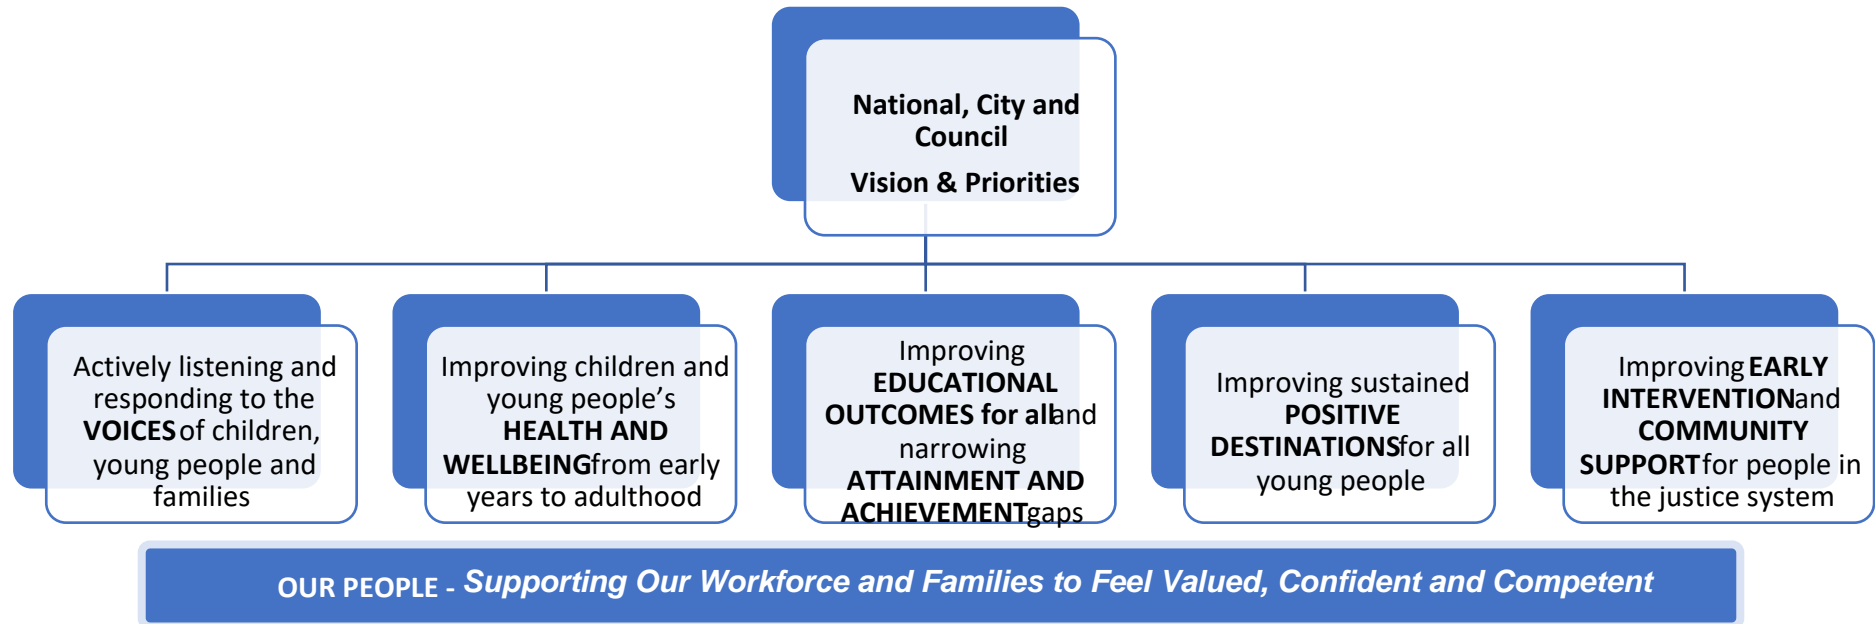 National, City and
Council
Vision & Priorities
Actively listening and
responding to the
VOICES of children,
young people and
families
Improving children and
young people’s
HEALTH AND
WELLBEING from early
years to adulthood
Improving
EDUCATIONAL
OUTCOMES for all and
narrowing
ATTAINMENT AND
ACHIEVEMENT gaps
Improving sustained
POSITIVE
DESTINATIONS for all
young people
Improving EARLY
INTERVENTION and
COMMUNITY
SUPPORT for people in
the justice system
OUR PEOPLE - Supporting Our Workforce and Families to Feel Valued, Confident and Competent